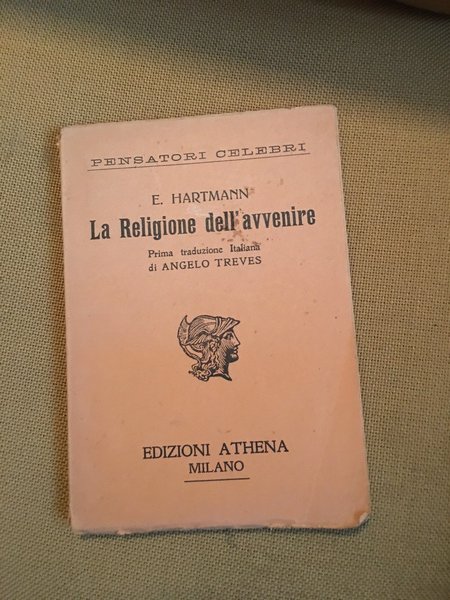 PENSATORI CELEBRI
E. HARTMANN
La Religione dell'avvenire
Prima traduzione Italiana
di ANGELO TREVES
EDIZIONI ATHENA
MILANO